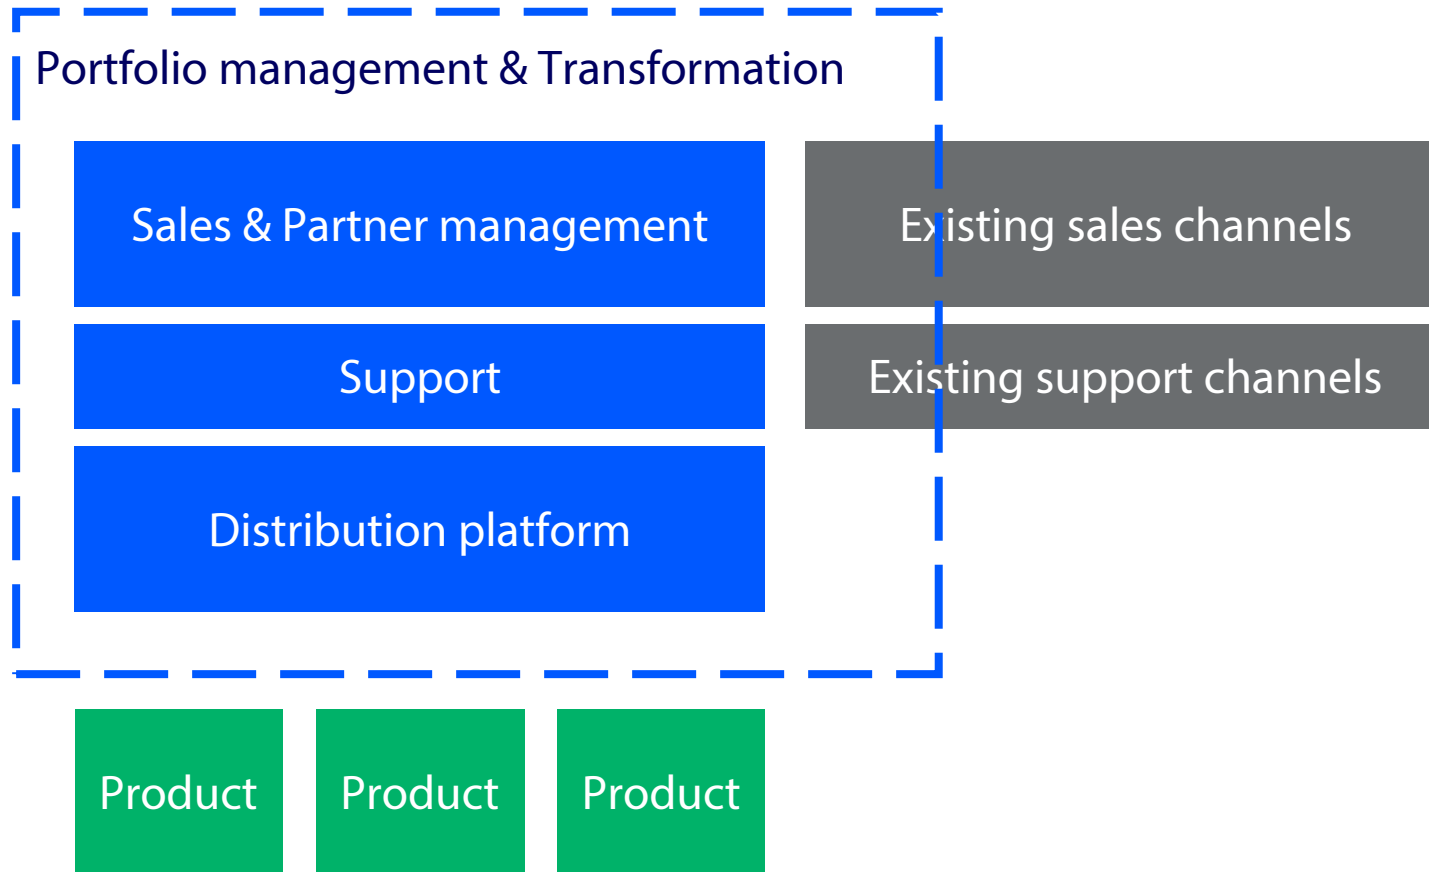 Portfolio management & Transformation
Sales & Partner management
Existing sales channels
Support
Existing support channels
Distribution platform
Product
Product
Product